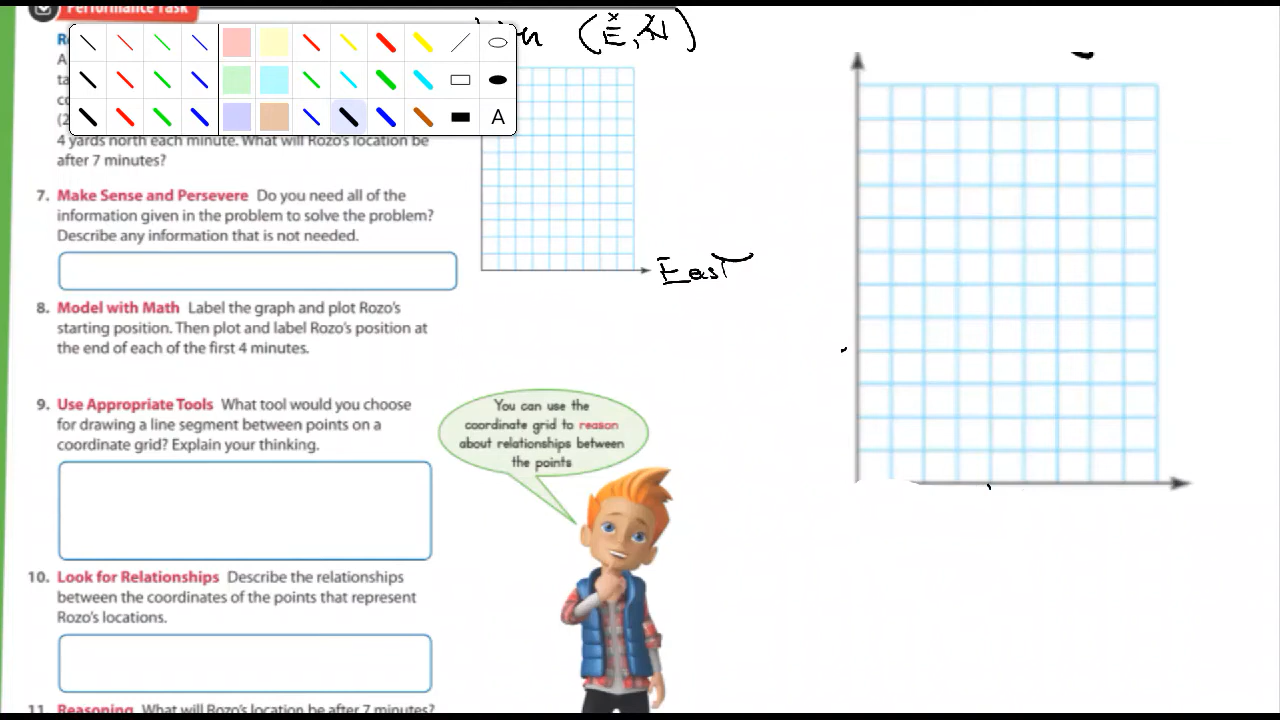 Performance Task
(Ẽ, N)
4 yards north each minute. What will Rozo's location be
after 7 minutes?
7. Make Sense and Persevere Do you need all of the
information given in the problem to solve the problem?
Describe any information that is not needed.
East
8. Model with Math Label the graph and plot Rozo's
starting position. Then plot and label Rozo's position at
the end of each of the first 4 minutes.
9. Use Appropriate Tools What tool would you choose
for drawing a line segment between points on a
coordinate grid? Explain your thinking.
You can use the
coordinate grid to reason
about relationships between
the points
10. Look for Relationships Describe the relationships
between the coordinates of the points that represent
Rozo's locations.
11. Reasoning What will Rozo's location be after 7 minutes?
A